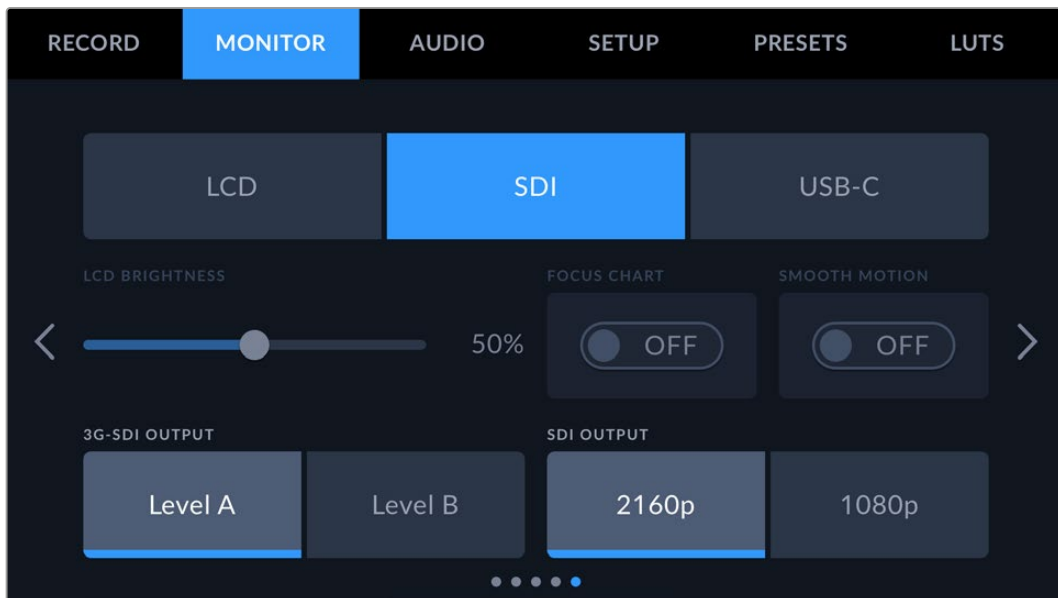 RECORD MONITOR AUDIO SETUP PRESETS LUTS
LCD SDI USB-C
LCD BRIGHTNESS FOCUS CHART SMOOTH MOTION
50% OFF OFF
3G-SDI OUTPUT SDI OUTPUT
Level A Level B 2160p 1080p